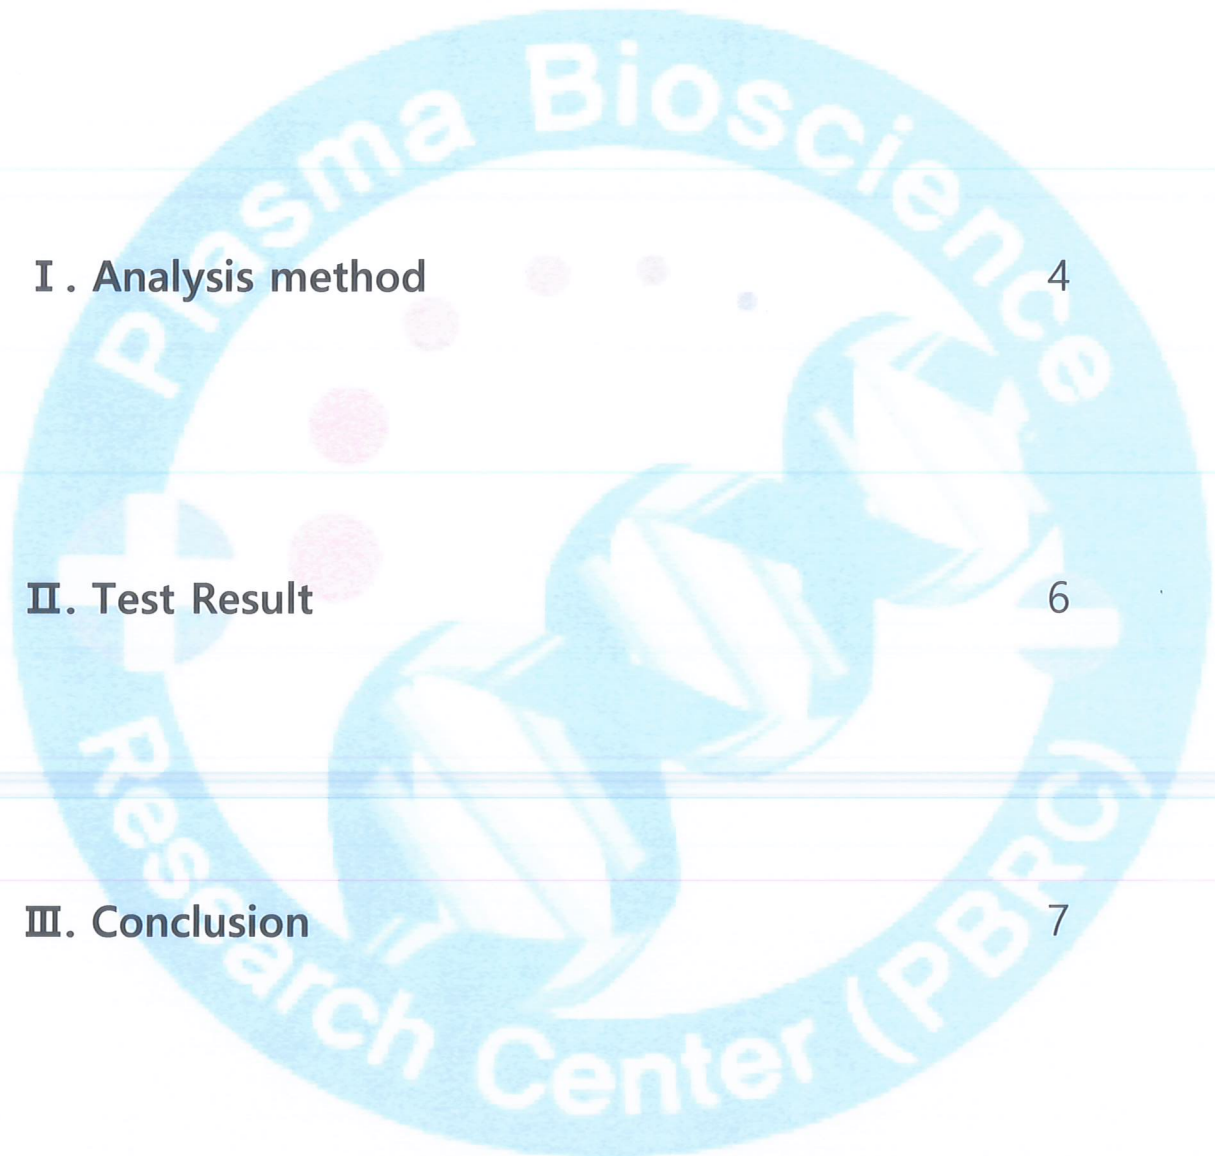 Plasma Bioscience
Ⅰ. Analysis method 4
Ⅱ. Test Result 6
Ⅲ. Conclusion 7
Research Center (PBRC)